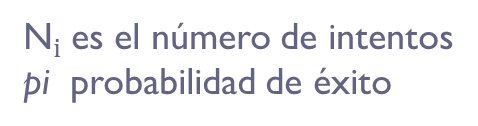 Nᵢ es el número de intentos
pi probabilidad de éxito